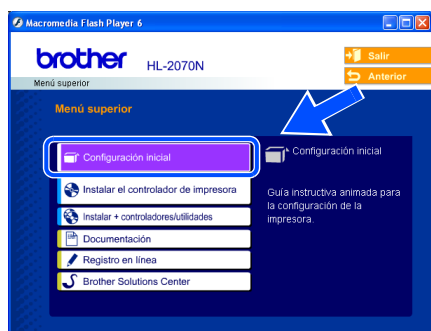 Macromedia Flash Player 6
brother HL-2070N
Salir
Anterior
Menú superior
Menú superior
Configuración inicial
Instalar el controlador de impresora
Instalar + controladores/utilidades
Documentación
Registro en línea
Brother Solutions Center
Configuración inicial
Guía instructiva animada para
la configuración de la
impresora.